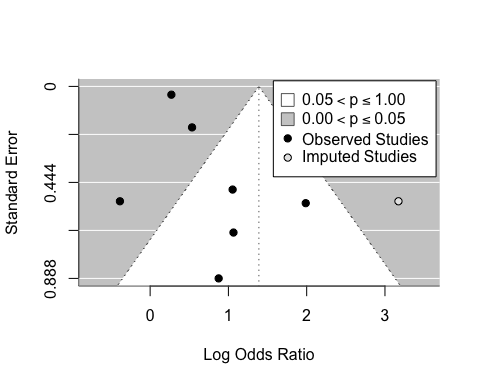 0.05 < p ≤ 1.00
0.00 < p ≤ 0.05
Observed Studies
Imputed Studies
Standard Error
0
0.444
0.888
0 1 2 3
Log Odds Ratio